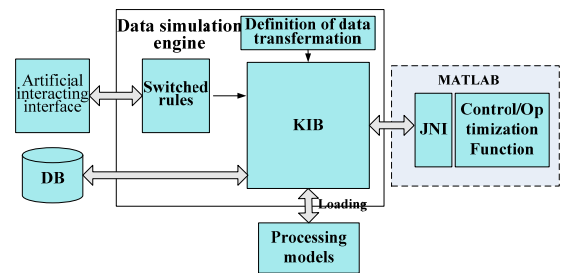 Data simulation
engine
Definition of data
transfermation
Artificial
interacting
interface
Switched
rules
KIB
MATLAB
JNI
Control/Op
timization
Function
DB
Loading
Processing
models